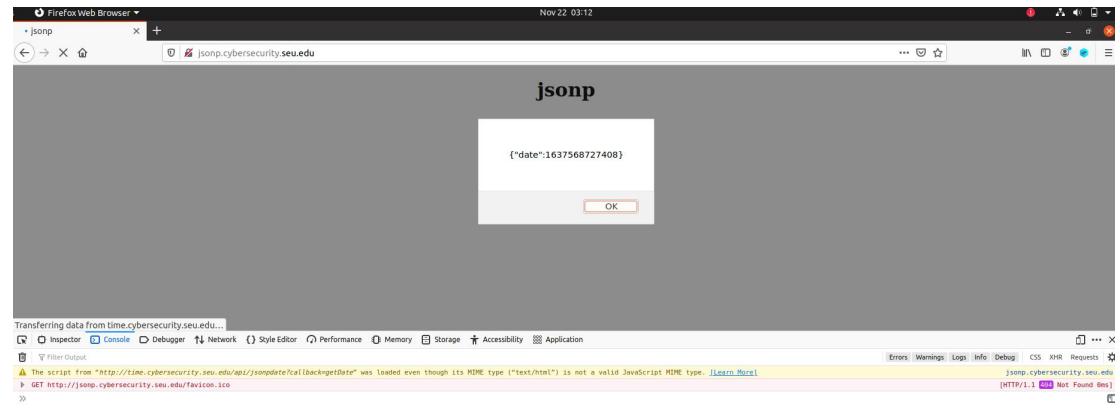 Firefox Web Browser Nov 22 03:12
jsonp
jsonp.cybersecurity.seu.edu
jsonp
{"date":1637568727408}
OK
Transferring data from time.cybersecurity.seu.edu…
Inspector Console Debugger Network {} Style Editor Performance Memory Storage Accessibility Application
Filter Output Errors Warnings Logs Info Debug CSS XHR Requests
The script from "http://time.cybersecurity.seu.edu/api/jsonpdate?callback=getDate" was loaded even though its MIME type ("text/html") is not a valid JavaScript MIME type. [Learn More] jsonp.cybersecurity.seu.edu
GET http://jsonp.cybersecurity.seu.edu/favicon.ico [HTTP/1.1 404 Not Found 0ms]